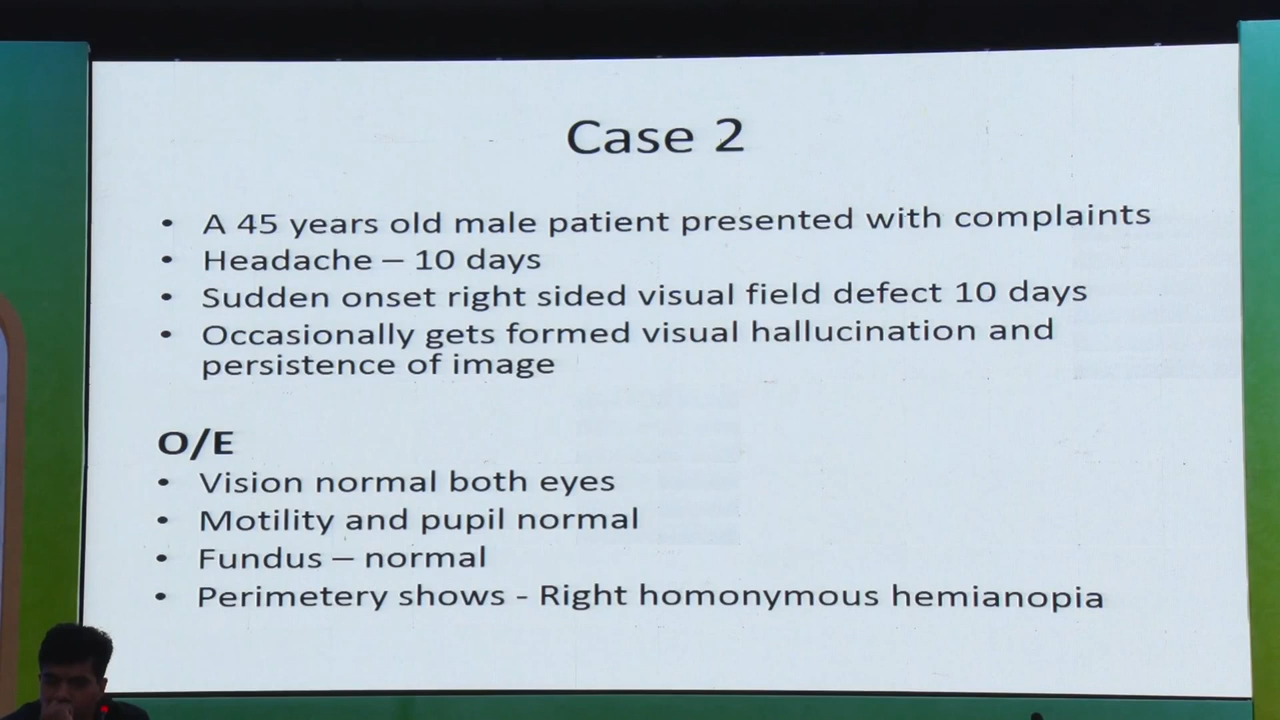 Case 2
• A 45 years old male patient presented with complaints
• Headache – 10 days
• Sudden onset right sided visual field defect 10 days
• Occasionally gets formed visual hallucination and
persistence of image
O/E
• Vision normal both eyes
• Motility and pupil normal
• Fundus – normal
• Perimetery shows - Right homonymous hemianopia